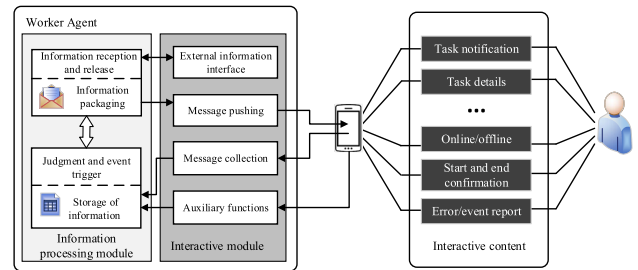 Worker Agent
Information reception
and release
Information
packaging
Judgment and event
trigger
Storage of
information
Information
processing module
External information
interface
Message pushing
Message collection
Auxiliary functions
Interactive module
Task notification
Task details
...
Online/offline
Start and end
confirmation
Error/event report
Interactive content